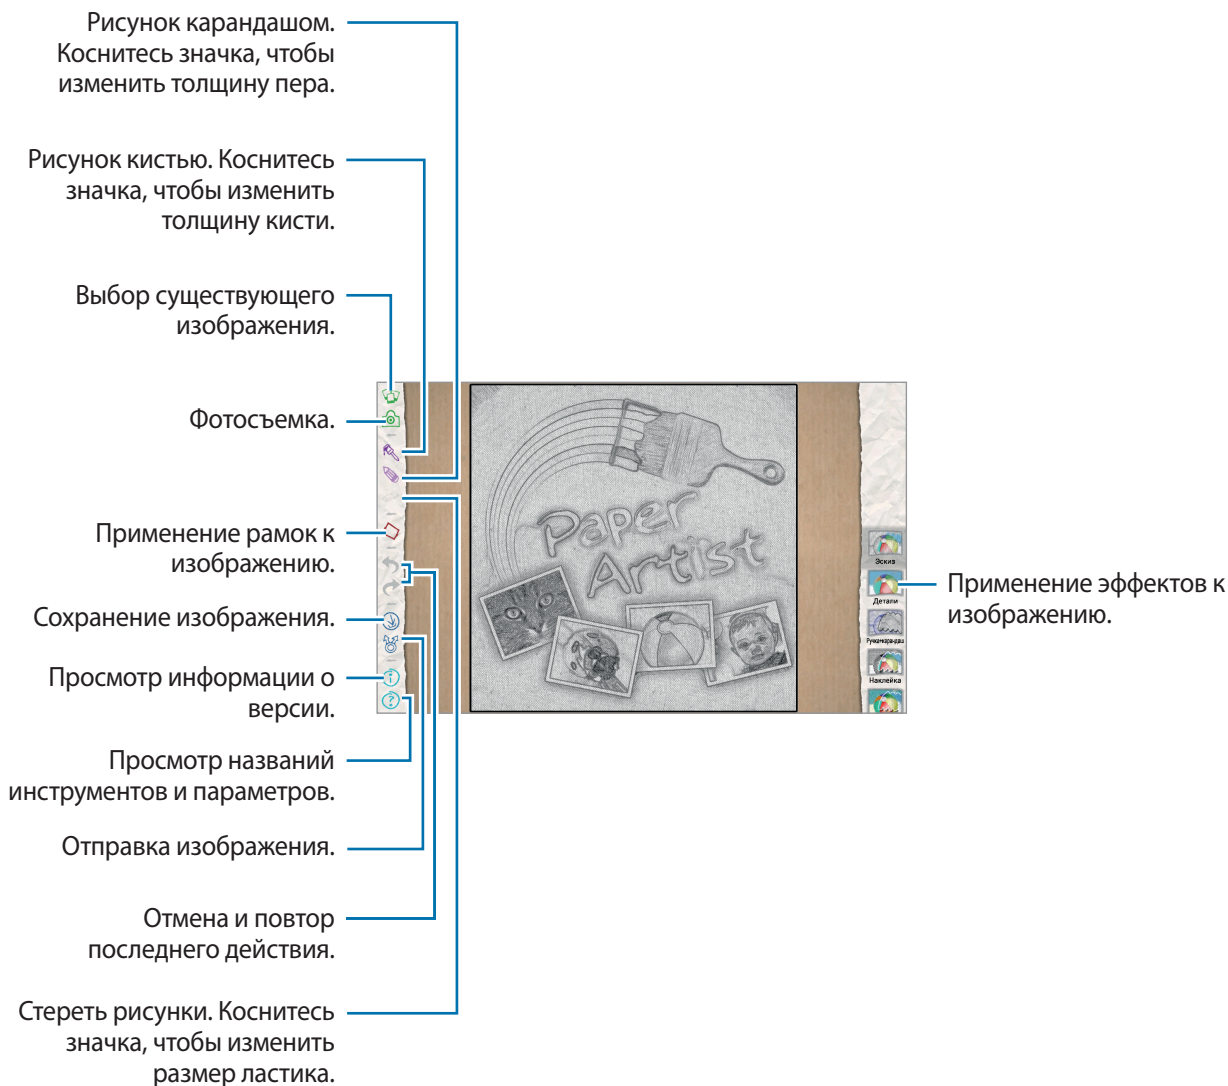 Рисунок карандашом.
Коснитесь значка, чтобы
изменить толщину пера.
Рисунок кистью. Коснитесь
значка, чтобы изменить
толщину кисти.
Выбор существующего
изображения.
Фотосъемка.
Применение рамок к
изображению.
Сохранение изображения.
Просмотр информации о
версии.
Просмотр названий
инструментов и параметров.
Отправка изображения.
Отмена и повтор
последнего действия.
Стереть рисунки. Коснитесь
значка, чтобы изменить
размер ластика.
Paper
Artist
Эскиз
Детали
Ручка+карандаш
Наклейка
Применение эффектов к
изображению.